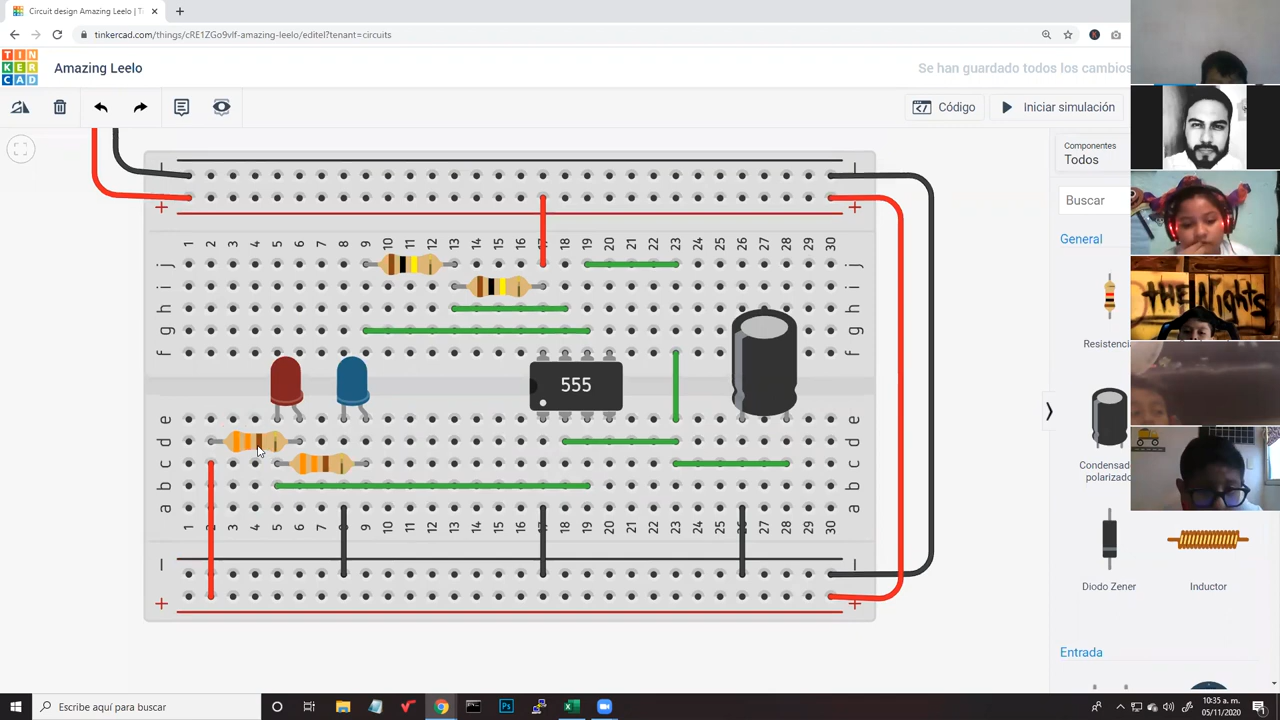 Circuit design Amazing Leelo | Ti
tinkercad.com/things/cRE1ZGo9vIf-amazing-leelo/editel?tenant=circuits
TIN
KER
CAD
Amazing Leelo
Se han guardado todos los cambios
Código
Iniciar simulación
Componentes
Todos
Buscar
General
Resistencia
Condensad
polarizado
Diodo Zener
Inductor
Entrada
1 2 3 4 5 6 7 8 9 10 11 12 13 14 15 16 17 18 19 20 21 22 23 24 25 26 27 28 29 30
j j
i i
h h
g g
f f
555
e e
d d
c c
b b
a a
1 2 3 4 5 6 7 8 9 10 11 12 13 14 15 16 17 18 19 20 21 22 23 24 25 26 27 28 29 30
the Nights
Escribe aquí para buscar
10:35 a. m.
05/11/2020